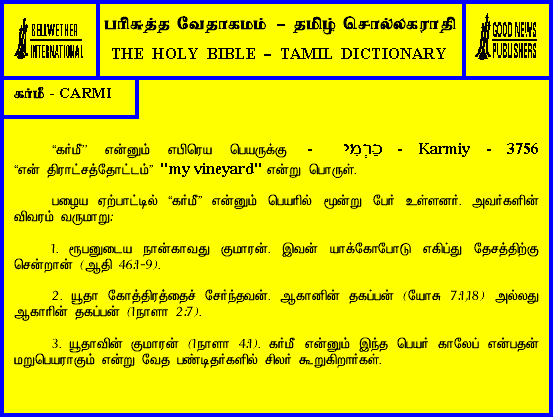 BELLWETHER
INTERNATIONAL
பரிசுத்த வேதாகமம் – தமிழ் சொல்லகராதி
THE HOLY BIBLE – TAMIL DICTIONARY
GOOD NEWS
PUBLISHERS
கர்மீ - CARMI
“கர்மீ” என்னும் எபிரெய பெயருக்கு - כַּרְמִי - Karmiy - 3756
“என் திராட்சத்தோட்டம்” "my vineyard" என்று பொருள்.
பழைய ஏற்பாட்டில் “கர்மீ” என்னும் பெயரில் மூன்று பேர் உள்ளனர். அவர்களின்
விவரம் வருமாறு:
1. ரூபனுடைய நான்காவது குமாரன். இவன் யாக்கோபோடு எகிப்து தேசத்திற்கு
சென்றான் (ஆதி 46:1-9).
2. யூதா கோத்திரத்தைச் சேர்ந்தவன். ஆகானின் தகப்பன் (யோசு 7:1,18) அல்லது
ஆகாரின் தகப்பன் (1நாளா 2:7).
3. யூதாவின் குமாரன் (1நாளா 4:1). கர்மீ என்னும் இந்த பெயர் காலேப் என்பதன்
மறுபெயராகும் என்று வேத பண்டிதர்களில் சிலர் கூறுகிறார்கள்.